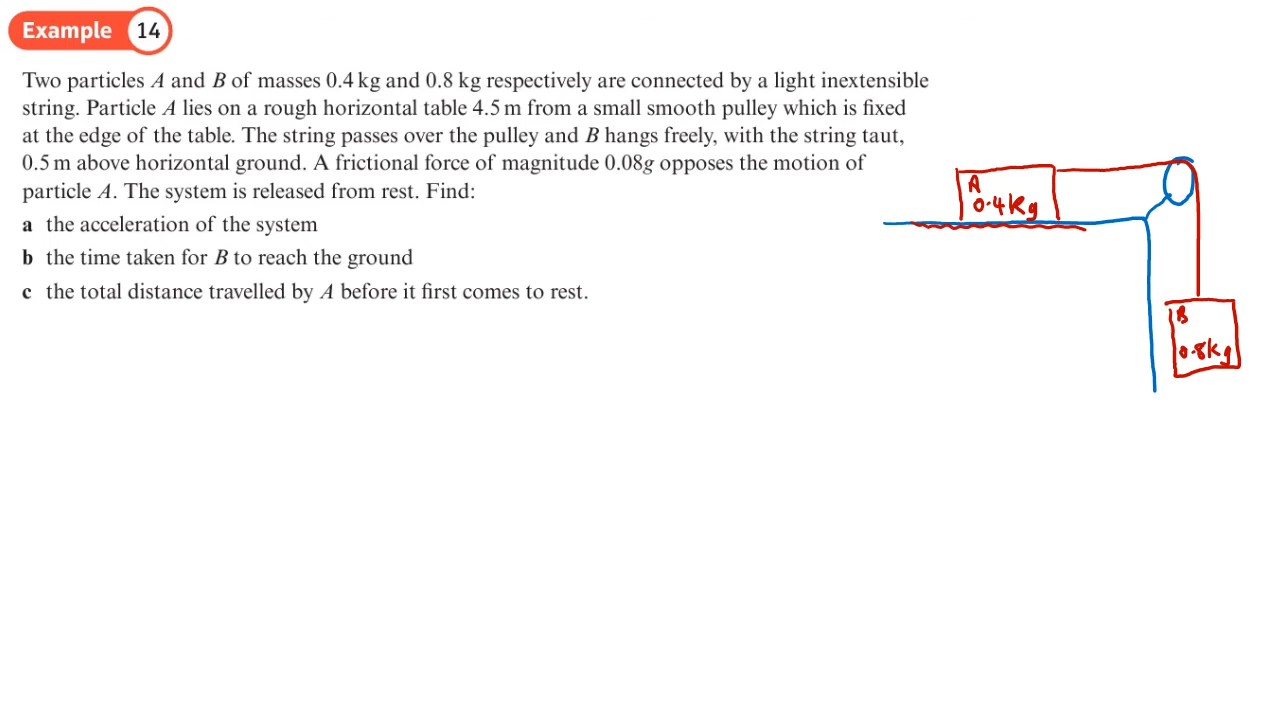 Example 14
Two particles A and B of masses 0.4 kg and 0.8 kg respectively are connected by a light inextensible
string. Particle A lies on a rough horizontal table 4.5 m from a small smooth pulley which is fixed
at the edge of the table. The string passes over the pulley and B hangs freely, with the string taut,
0.5 m above horizontal ground. A frictional force of magnitude 0.08g opposes the motion of
particle A. The system is released from rest. Find:
a the acceleration of the system
b the time taken for B to reach the ground
c the total distance travelled by A before it first comes to rest.
A
0.4Kg
B
0.8kg